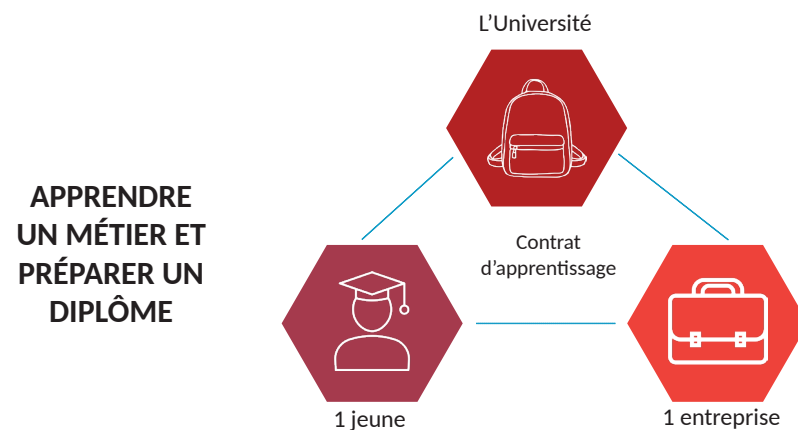 L’Université
APPRENDRE
UN MÉTIER ET
PRÉPARER UN
DIPLÔME
Contrat
d’apprentissage
1 jeune
1 entreprise